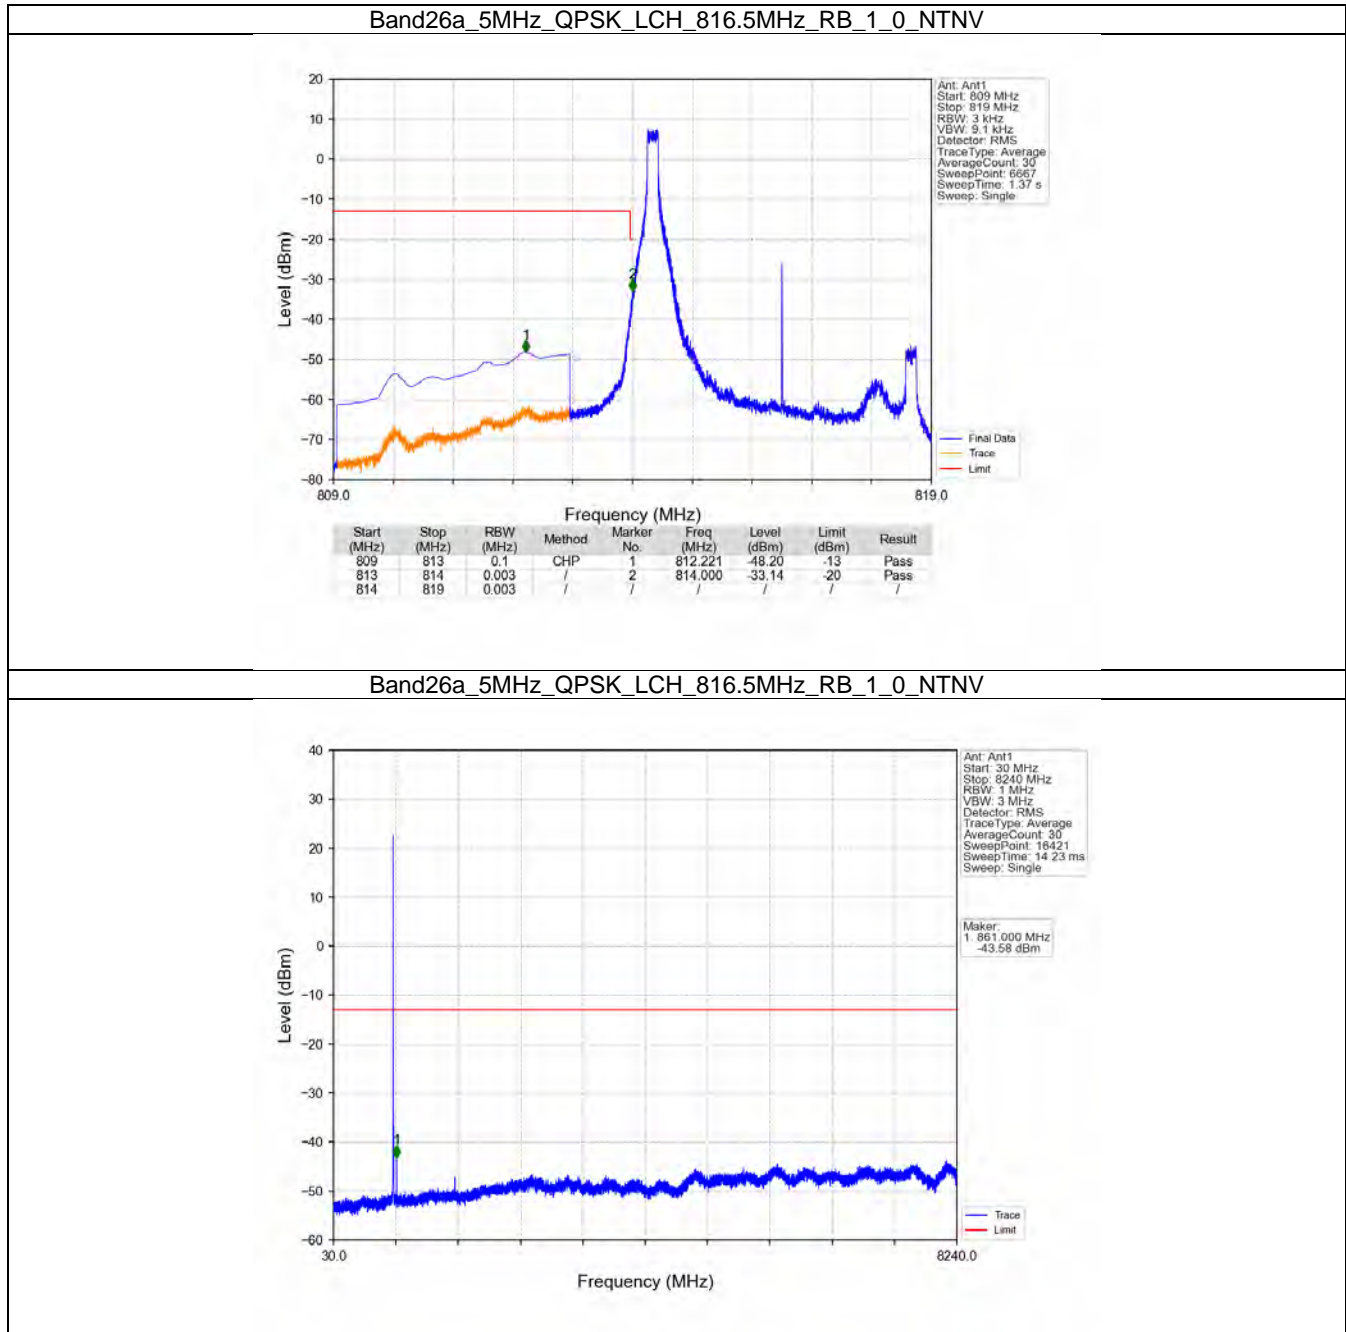 Band26a_5MHz_QPSK_LCH_816.5MHz_RB_1_0_NTNV
20
10
0
−10
−20
−30
−40
−50
−60
−70
−80
Level (dBm)
1
2
809.0
819.0
Frequency (MHz)
Ant: Ant1
Start: 809 MHz
Stop: 819 MHz
RBW: 3 kHz
VBW: 9.1 kHz
Detector: RMS
TraceType: Average
AverageCount: 30
SweepPoint: 6667
SweepTime: 1.37 s
Sweep: Single
Final Data
Trace
Limit
Start (MHz) Stop (MHz) RBW (MHz) Method Marker No. Freq (MHz) Level (dBm) Limit (dBm) Result
809 813 0.1 CHP 1 812.221 -48.20 -13 Pass
813 814 0.003 / 2 814.000 -33.14 -20 Pass
814 819 0.003 / / / / / /
Band26a_5MHz_QPSK_LCH_816.5MHz_RB_1_0_NTNV
40
30
20
10
0
−10
−20
−30
−40
−50
−60
Level (dBm)
1
30.0
8240.0
Frequency (MHz)
Ant: Ant1
Start: 30 MHz
Stop: 8240 MHz
RBW: 1 MHz
VBW: 3 MHz
Detector: RMS
TraceType: Average
AverageCount: 30
SweepPoint: 16421
SweepTime: 14.23 ms
Sweep: Single
Maker:
1. 861.000 MHz
-43.58 dBm
Trace
Limit